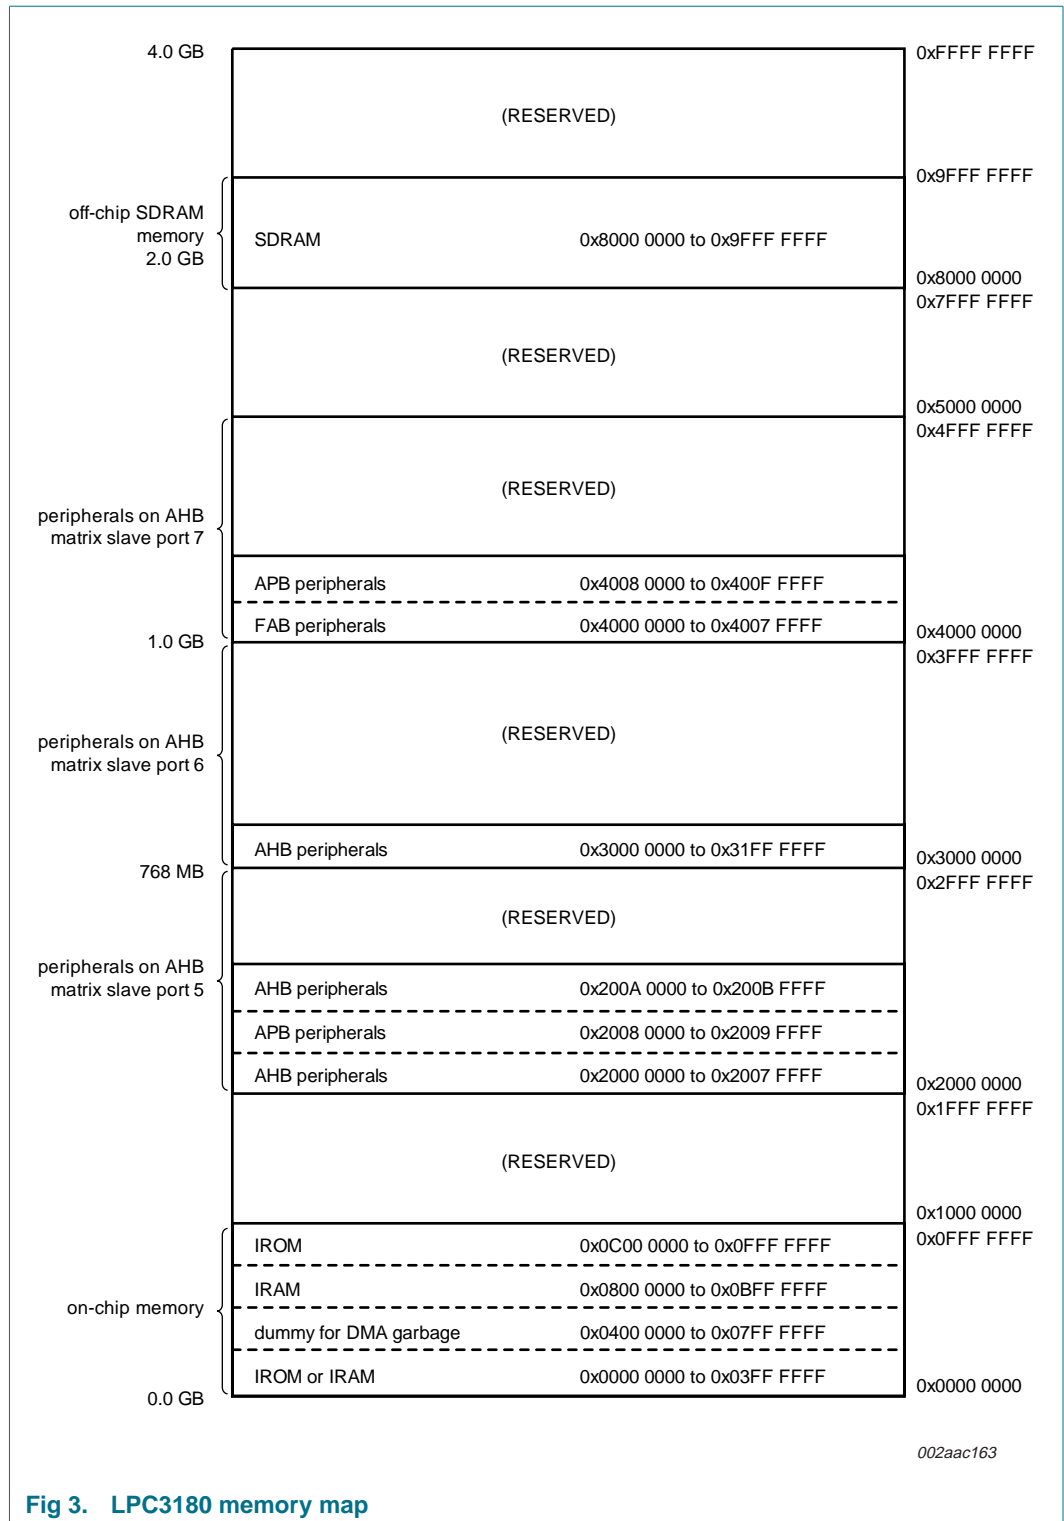 4.0 GB 0xFFFF FFFF
(RESERVED)
0x9FFF FFFF
off-chip SDRAM
memory
2.0 GB
SDRAM 0x8000 0000 to 0x9FFF FFFF
0x8000 0000
0x7FFF FFFF
(RESERVED)
0x5000 0000
0x4FFF FFFF
(RESERVED)
peripherals on AHB
matrix slave port 7
APB peripherals 0x4008 0000 to 0x400F FFFF
FAB peripherals 0x4000 0000 to 0x4007 FFFF
1.0 GB 0x4000 0000
0x3FFF FFFF
(RESERVED)
peripherals on AHB
matrix slave port 6
AHB peripherals 0x3000 0000 to 0x31FF FFFF
768 MB 0x3000 0000
0x2FFF FFFF
(RESERVED)
peripherals on AHB
matrix slave port 5
AHB peripherals 0x200A 0000 to 0x200B FFFF
APB peripherals 0x2008 0000 to 0x2009 FFFF
AHB peripherals 0x2000 0000 to 0x2007 FFFF
0x2000 0000
0x1FFF FFFF
(RESERVED)
0x1000 0000
0x0FFF FFFF
IROM 0x0C00 0000 to 0x0FFF FFFF
IRAM 0x0800 0000 to 0x0BFF FFFF
on-chip memory
dummy for DMA garbage 0x0400 0000 to 0x07FF FFFF
IROM or IRAM 0x0000 0000 to 0x03FF FFFF
0.0 GB 0x0000 0000
002aac163
Fig 3. LPC3180 memory map